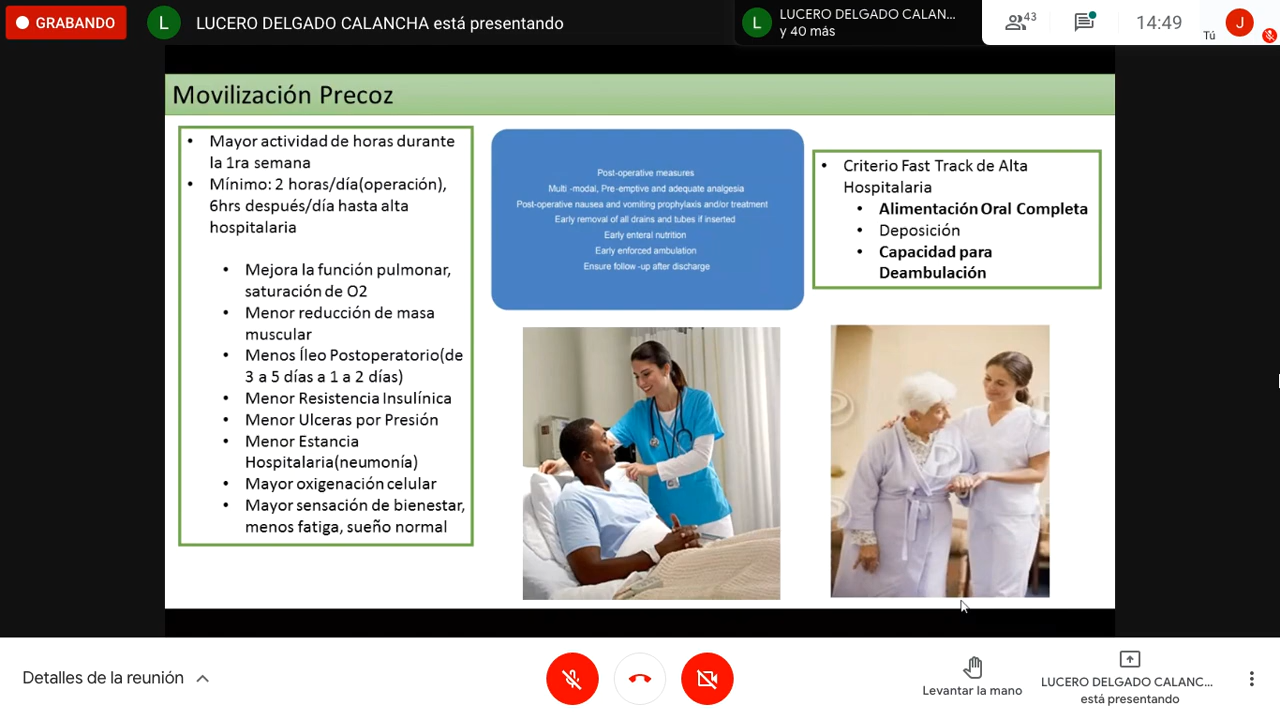 GRABANDO
L
LUCERO DELGADO CALANCHA está presentando
L
LUCERO DELGADO CALAN...
y 40 más
43
14:49
Tú
J
Movilización Precoz
• Mayor actividad de horas durante
la 1ra semana
• Mínimo: 2 horas/día(operación),
6hrs después/día hasta alta
hospitalaria
• Mejora la función pulmonar,
saturación de O2
• Menor reducción de masa
muscular
• Menos Íleo Postoperatorio(de
3 a 5 días a 1 a 2 días)
• Menor Resistencia Insulínica
• Menor Ulceras por Presión
• Menor Estancia
Hospitalaria(neumonía)
• Mayor oxigenación celular
• Mayor sensación de bienestar,
menos fatiga, sueño normal
Post-operative measures
Multi -modal, Pre-emptive and adequate analgesia
Post-operative nausea and vomiting prophylaxis and/or treatment
Early removal of all drains and tubes if inserted
Early enteral nutrition
Early enforced ambulation
Ensure follow -up after discharge
• Criterio Fast Track de Alta
Hospitalaria
• Alimentación Oral Completa
• Deposición
• Capacidad para
Deambulación
Detalles de la reunión
Levantar la mano
LUCERO DELGADO CALANC...
está presentando